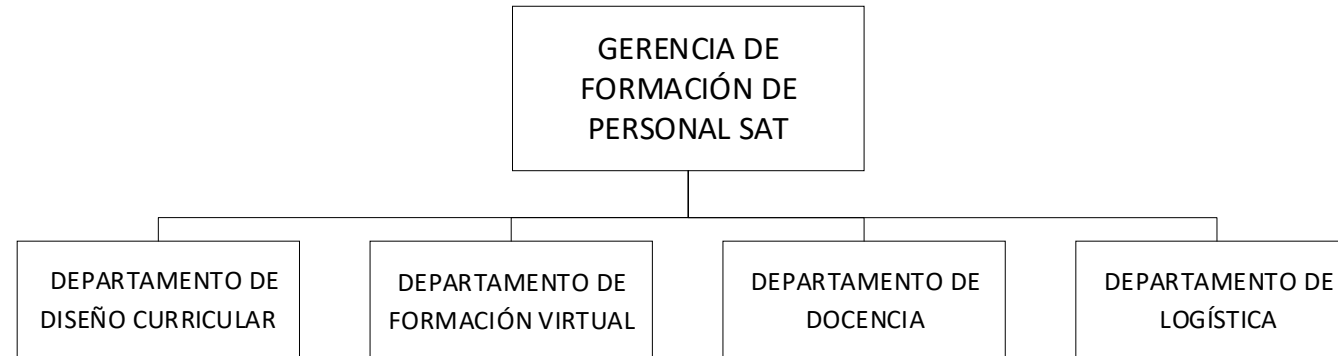 GERENCIA DE
FORMACIÓN DE
PERSONAL SAT
DEPARTAMENTO DE
DISEÑO CURRICULAR
DEPARTAMENTO DE
FORMACIÓN VIRTUAL
DEPARTAMENTO DE
DOCENCIA
DEPARTAMENTO DE
LOGÍSTICA